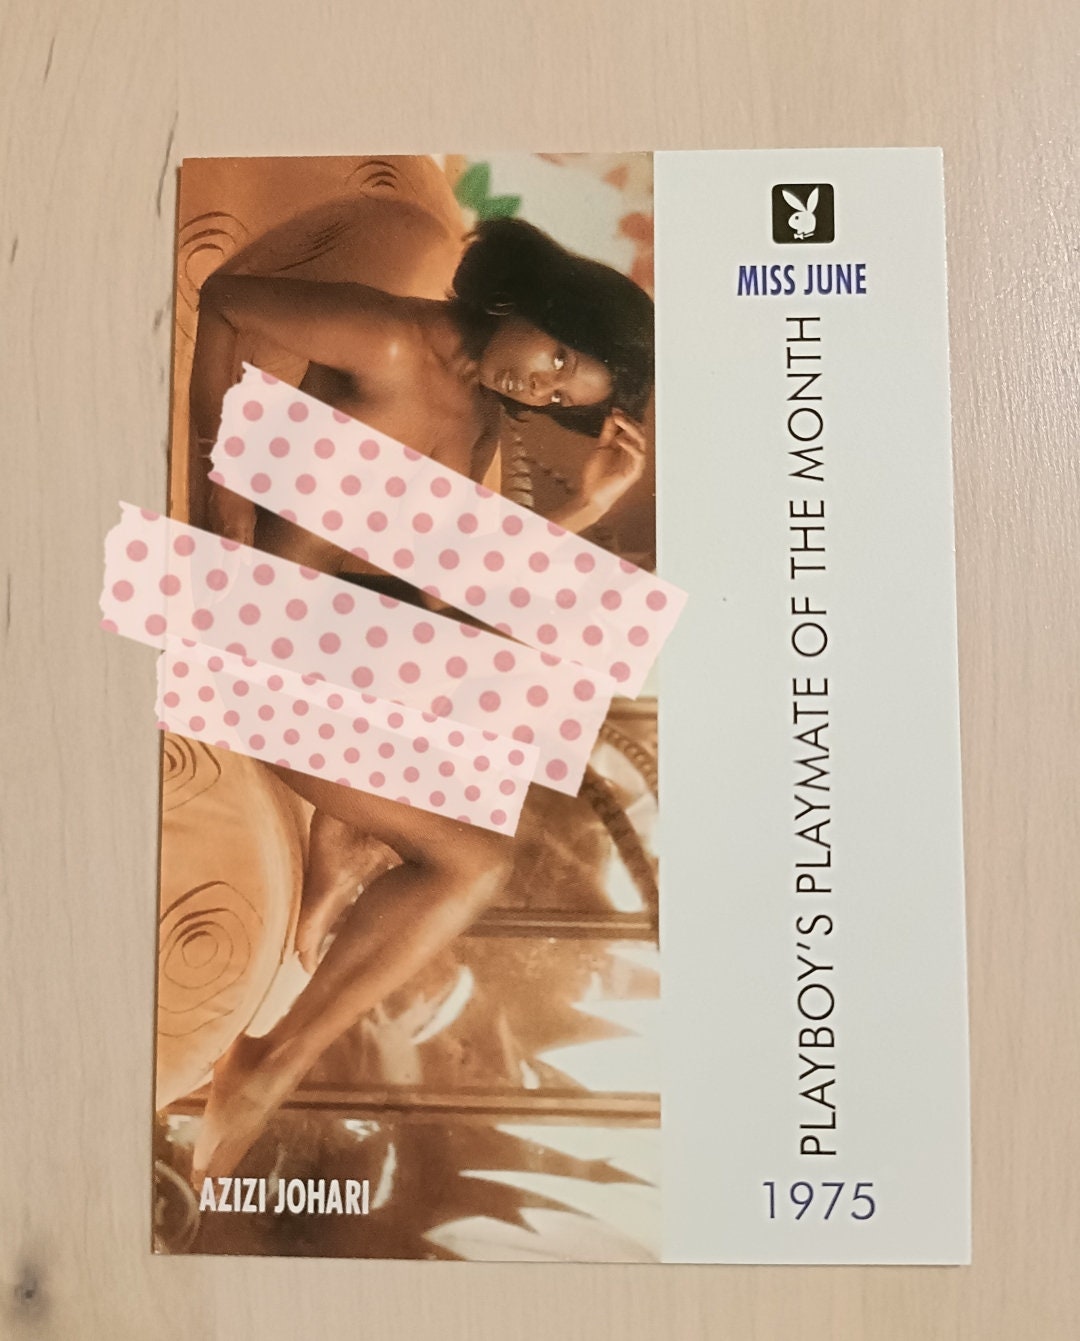 MISS JUNE
PLAYBOY'S PLAYMATE OF THE MONTH
1975
AZIZI JOHARI